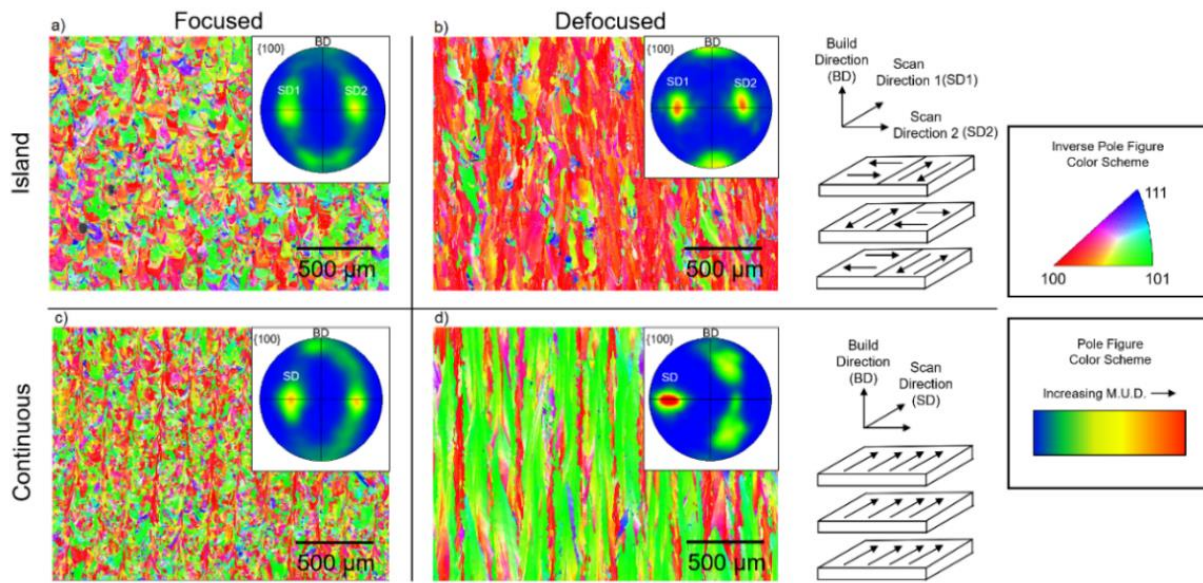 Focused
Defocused
Island
Continuous
a)
{100}
BD
SD1
SD2
500 µm
b)
{100}
BD
SD1
SD2
500 µm
Build
Direction
(BD)
Scan
Direction 1(SD1)
Scan
Direction 2 (SD2)
Inverse Pole Figure
Color Scheme
111
100
101
c)
{100}
BD
SD
500 µm
d)
{100}
BD
SD
500 µm
Build
Direction
(BD)
Scan
Direction
(SD)
Pole Figure
Color Scheme
Increasing M.U.D.